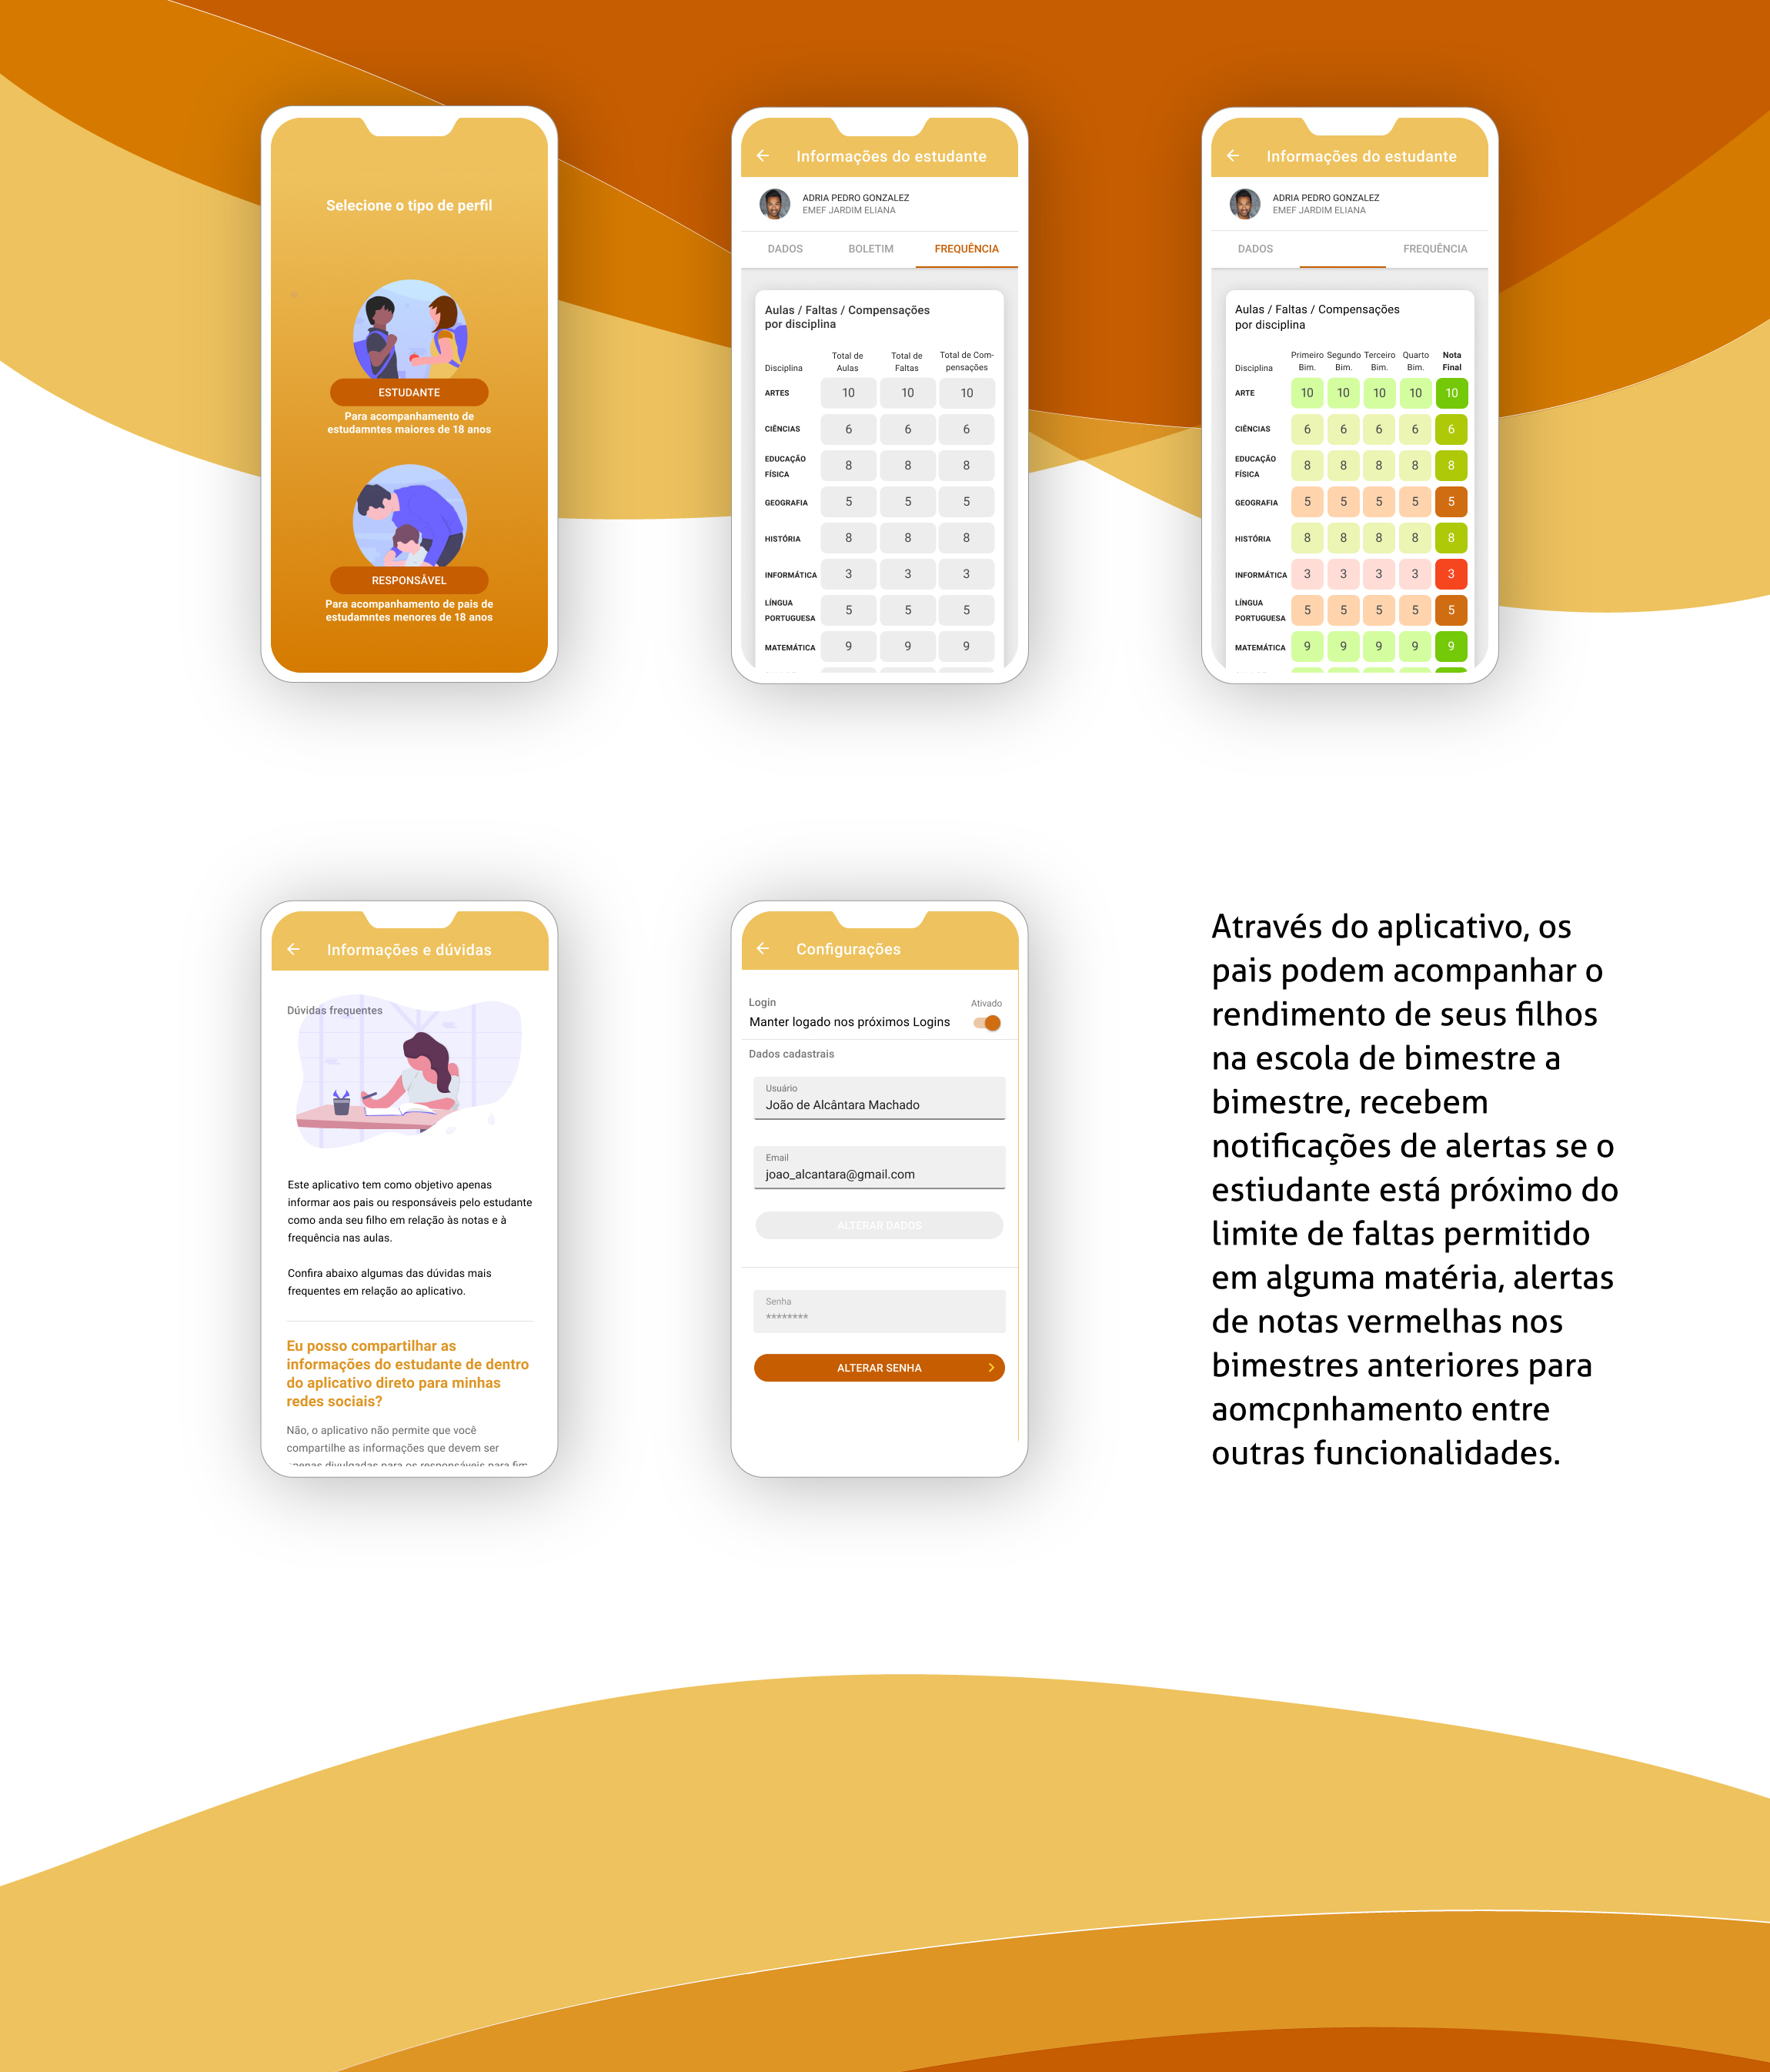 Selecione o tipo de perfil
ESTUDANTE
Para acompanhamento de
estudamntes maiores de 18 anos
RESPONSÅVEL
Para acompanhamento de pais de
estudamntes menores de 18 anos
Informações do estudante
ADRIA PEDRO GONZALEZ
EMEF JARDIM ELIANA
DADOS BOLETIM FREQUÊNCIA
Aulas / Faltas / Compensações
por disciplina
Disciplina Total de Aulas Total de Faltas Total de Com-pensações
ARTES 10 10 10
CIÊNCIAS 6 6 6
EDUCAÇÃO FÍSICA 8 8 8
GEOGRAFIA 5 5 5
HISTÓRIA 8 8 8
INFORMÁTICA 3 3 3
LÍNGUA PORTUGUESA 5 5 5
MATEMÁTICA 9 9 9
Informações do estudante
ADRIA PEDRO GONZALEZ
EMEF JARDIM ELIANA
DADOS FREQUÊNCIA
Aulas / Faltas / Compensações
por disciplina
Disciplina Primeiro Bim. Segundo Bim. Terceiro Bim. Quarto Bim. Nota Final
ARTE 10 10 10 10 10
CIÊNCIAS 6 6 6 6 6
EDUCAÇÃO FÍSICA 8 8 8 8 8
GEOGRAFIA 5 5 5 5 5
HISTÓRIA 8 8 8 8 8
INFORMÁTICA 3 3 3 3 3
LÍNGUA PORTUGUESA 5 5 5 5 5
MATEMÁTICA 9 9 9 9 9
Informações e dúvidas
Dúvidas frequentes
Este aplicativo tem como objetivo apenas
informar aos pais ou responsáveis pelo estudante
como anda seu filho em relação às notas e à
frequência nas aulas.
Confira abaixo algumas das dúvidas mais
frequentes em relação ao aplicativo.
Eu posso compartilhar as
informações do estudante de dentro
do aplicativo direto para minhas
redes sociais?
Não, o aplicativo não permite que você
compartilhe as informações que devem ser
apenas divulgadas para os responsáveis para fim
Configurações
Login Ativado
Manter logado nos próximos Logins
Dados cadastrais
Usuário
João de Alcântara Machado
Email
joao_alcantara@gmail.com
ALTERAR DADOS
Senha
********
ALTERAR SENHA
Através do aplicativo, os
pais podem acompanhar o
rendimento de seus filhos
na escola de bimestre a
bimestre, recebem
notificações de alertas se o
estiudante está próximo do
limite de faltas permitido
em alguma matéria, alertas
de notas vermelhas nos
bimestres anteriores para
aomcpnhamento entre
outras funcionalidades.